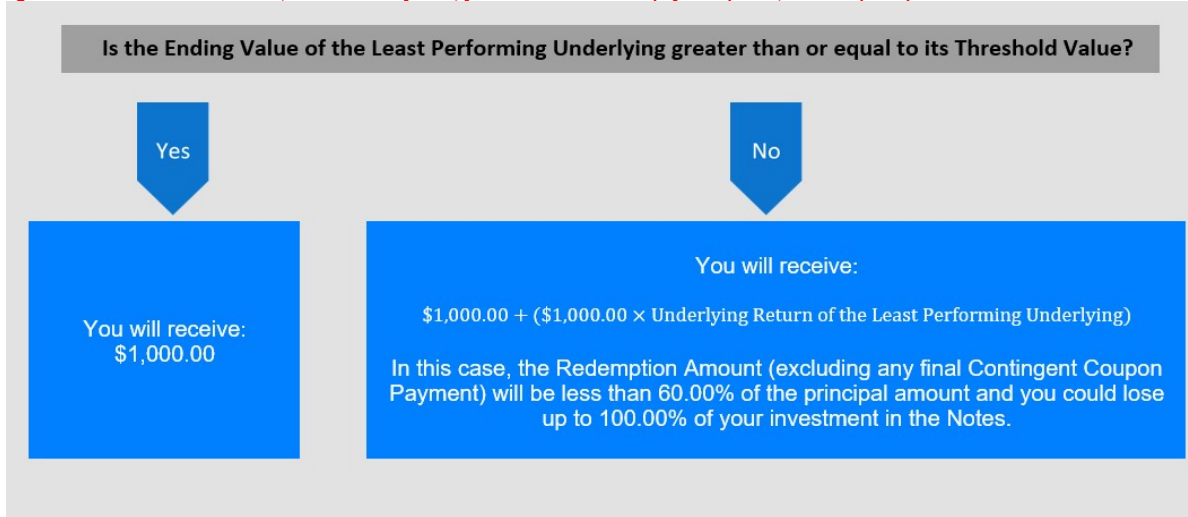 Is the Ending Value of the Least Performing Underlying greater than or equal to its Threshold Value?
Yes
No
You will receive:
$1,000.00
You will receive:
$1,000.00 + ($1,000.00 × Underlying Return of the Least Performing Underlying)
In this case, the Redemption Amount (excluding any final Contingent Coupon
Payment) will be less than 60.00% of the principal amount and you could lose
up to 100.00% of your investment in the Notes.